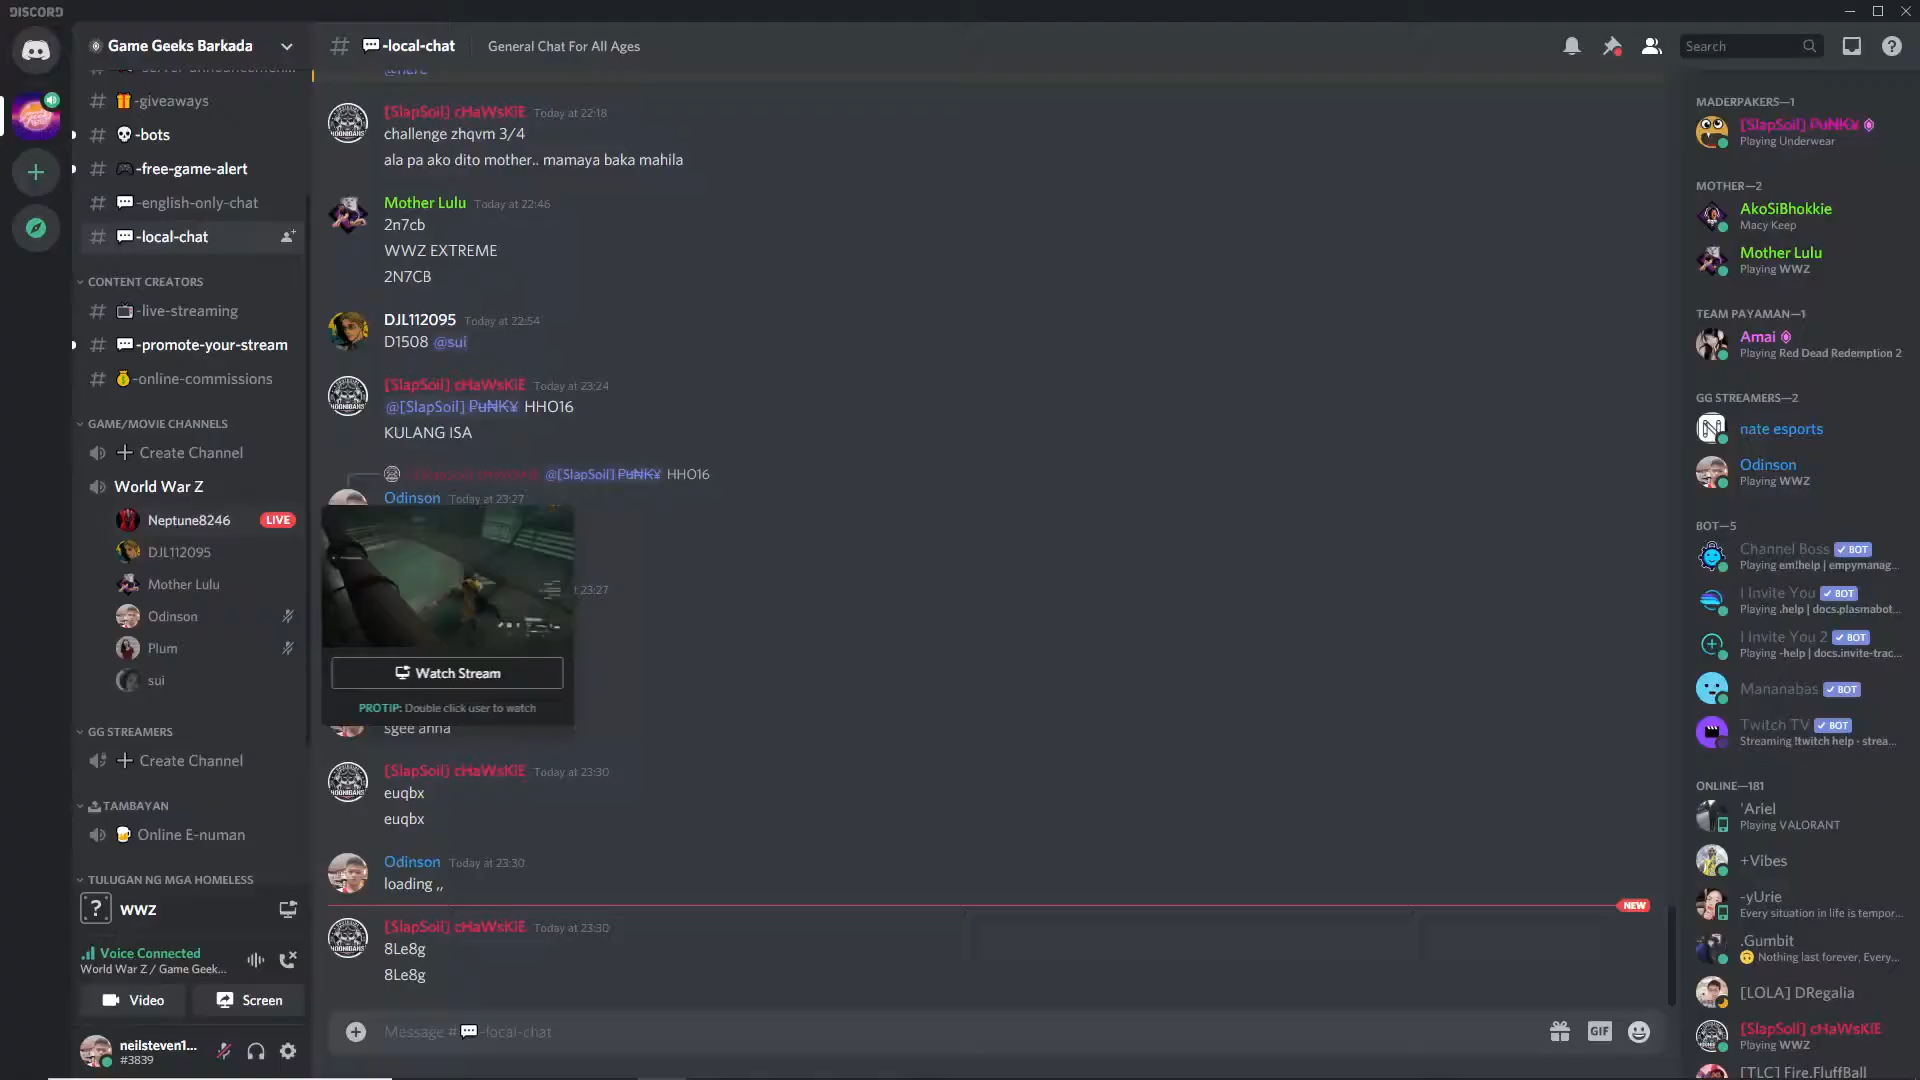 DISCORD
Game Geeks Barkada
-giveaways
-bots
-free-game-alert
-english-only-chat
-local-chat
CONTENT CREATORS
-live-streaming
-promote-your-stream
-online-commissions
GAME/MOVIE CHANNELS
Create Channel
World War Z
Neptune8246 LIVE
DJL112095
Mother Lulu
Odinson
Plum
sui
GG STREAMERS
Create Channel
TAMBAYAN
Online E-numan
TULUGAN NG MGA HOMELESS
? WWZ
Voice Connected
World War Z / Game Geek...
Video Screen
neilsteven1...
#3839
# -local-chat General Chat For All Ages
@here
[SlapSoil] cHaWsKiE Today at 22:18
challenge zhqvm 3/4
ala pa ako dito mother.. mamaya baka mahila
Mother Lulu Today at 22:46
2n7cb
WWZ EXTREME
2N7CB
DJL112095 Today at 22:54
D1508 @sui
[SlapSoil] cHaWsKiE Today at 23:24
@[SlapSoil] PuNK¥ HHO16
KULANG ISA
@[SlapSoil] PuNK¥ HHO16
Odinson Today at 23:27
t 23:27
Watch Stream
PROTIP: Double click user to watch
sgee anna
[SlapSoil] cHaWsKiE Today at 23:30
euqbx
euqbx
Odinson Today at 23:30
loading ,,
NEW
[SlapSoil] cHaWsKiE Today at 23:30
8Le8g
8Le8g
Message # -local-chat
GIF
Search
MADERPAKERS—1
[SlapSoil] PuNK¥
Playing Underwear
MOTHER—2
AkoSiBhokkie
Macy Keep
Mother Lulu
Playing WWZ
TEAM PAYAMAN—1
Amai
Playing Red Dead Redemption 2
GG STREAMERS—2
nate esports
Odinson
Playing WWZ
BOT—5
Channel Boss BOT
Playing em!help | empymanag...
I Invite You BOT
Playing .help | docs.plasmabot...
I Invite You 2 BOT
Playing -help | docs.invite-trac...
Mananabas BOT
Twitch TV BOT
Streaming !twitch help - strea...
ONLINE—181
'Ariel
Playing VALORANT
+Vibes
-yUrie
Every situation in life is tempor...
.Gumbit
Nothing last forever, Every...
[LOLA] DRegalia
[SlapSoil] cHaWsKiE
Playing WWZ
[TLC] Fire.FluffBall